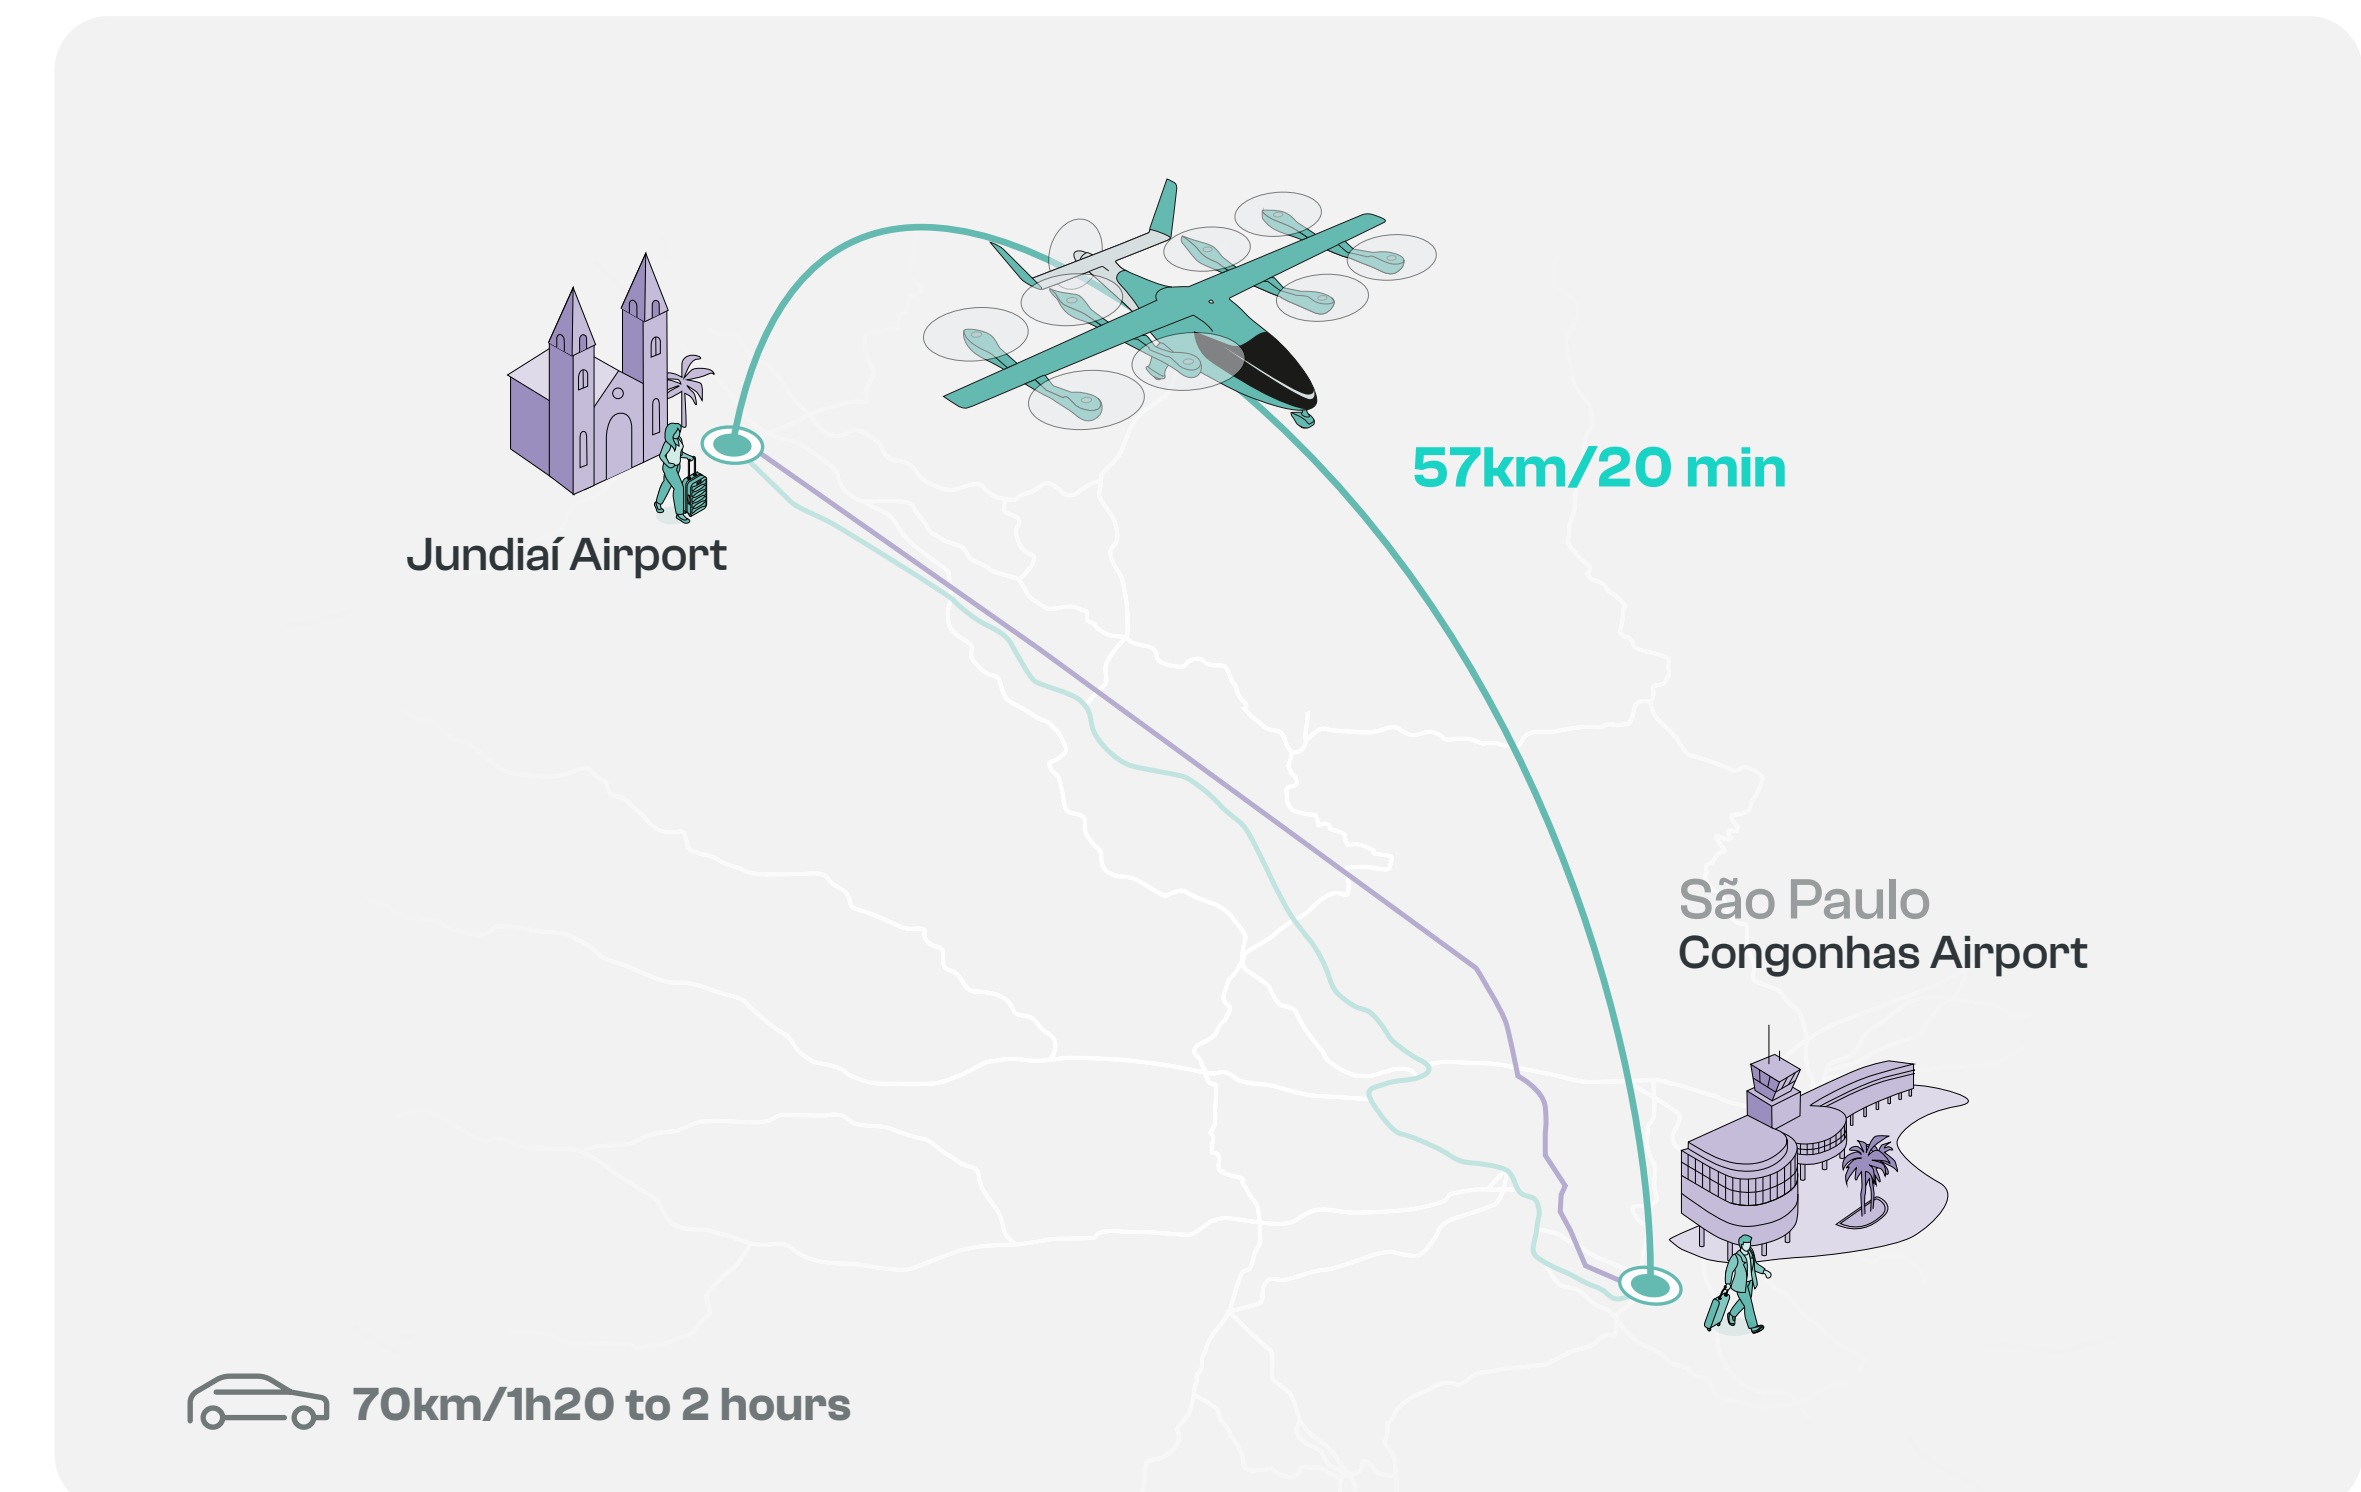 57km/20 min
Jundiaí Airport
São Paulo
Congonhas Airport
70km/1h20 to 2 hours